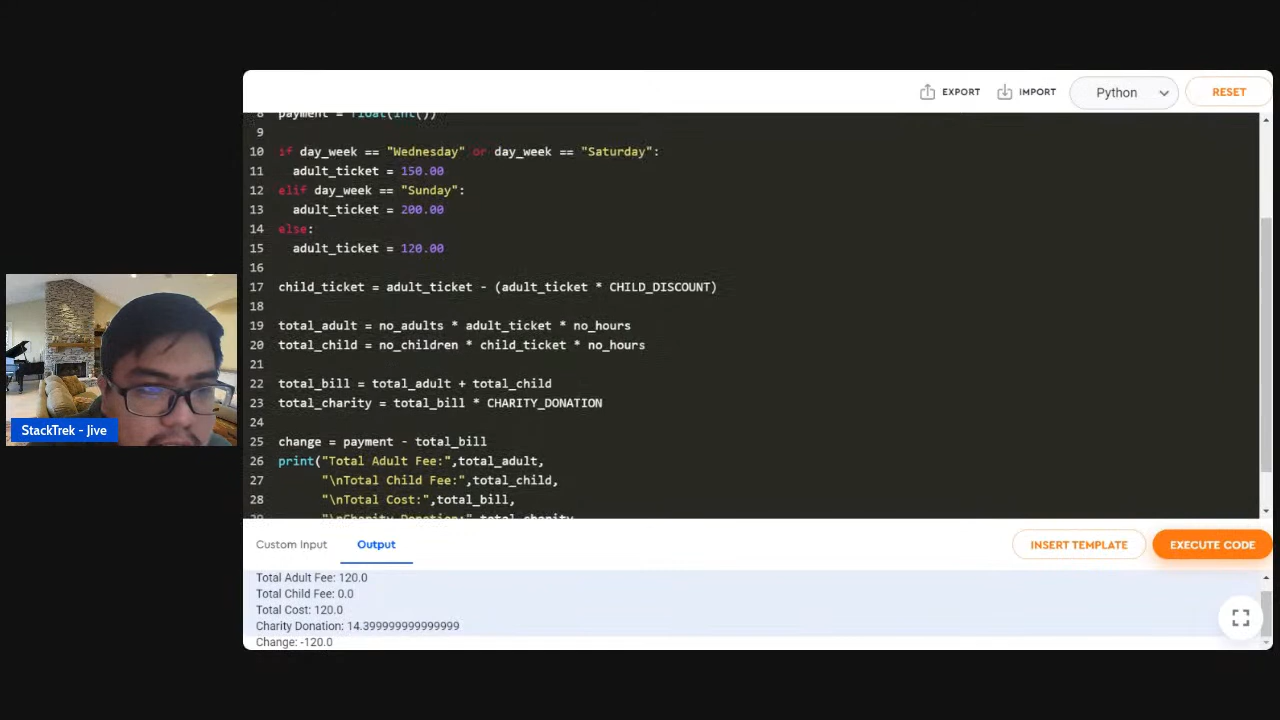 EXPORT
IMPORT
Python
RESET
8 payment = float(int())
9
10 if day_week == "Wednesday" or day_week == "Saturday":
11 adult_ticket = 150.00
12 elif day_week == "Sunday":
13 adult_ticket = 200.00
14 else:
15 adult_ticket = 120.00
16
17 child_ticket = adult_ticket - (adult_ticket * CHILD_DISCOUNT)
18
19 total_adult = no_adults * adult_ticket * no_hours
20 total_child = no_children * child_ticket * no_hours
21
22 total_bill = total_adult + total_child
23 total_charity = total_bill * CHARITY_DONATION
24
25 change = payment - total_bill
26 print("Total Adult Fee:",total_adult,
27 "\nTotal Child Fee:",total_child,
28 "\nTotal Cost:",total_bill,
29 "\nCharity Donation:",total_charity,
StackTrek - Jive
Custom Input
Output
INSERT TEMPLATE
EXECUTE CODE
Total Adult Fee: 120.0
Total Child Fee: 0.0
Total Cost: 120.0
Charity Donation: 14.399999999999999
Change: -120.0